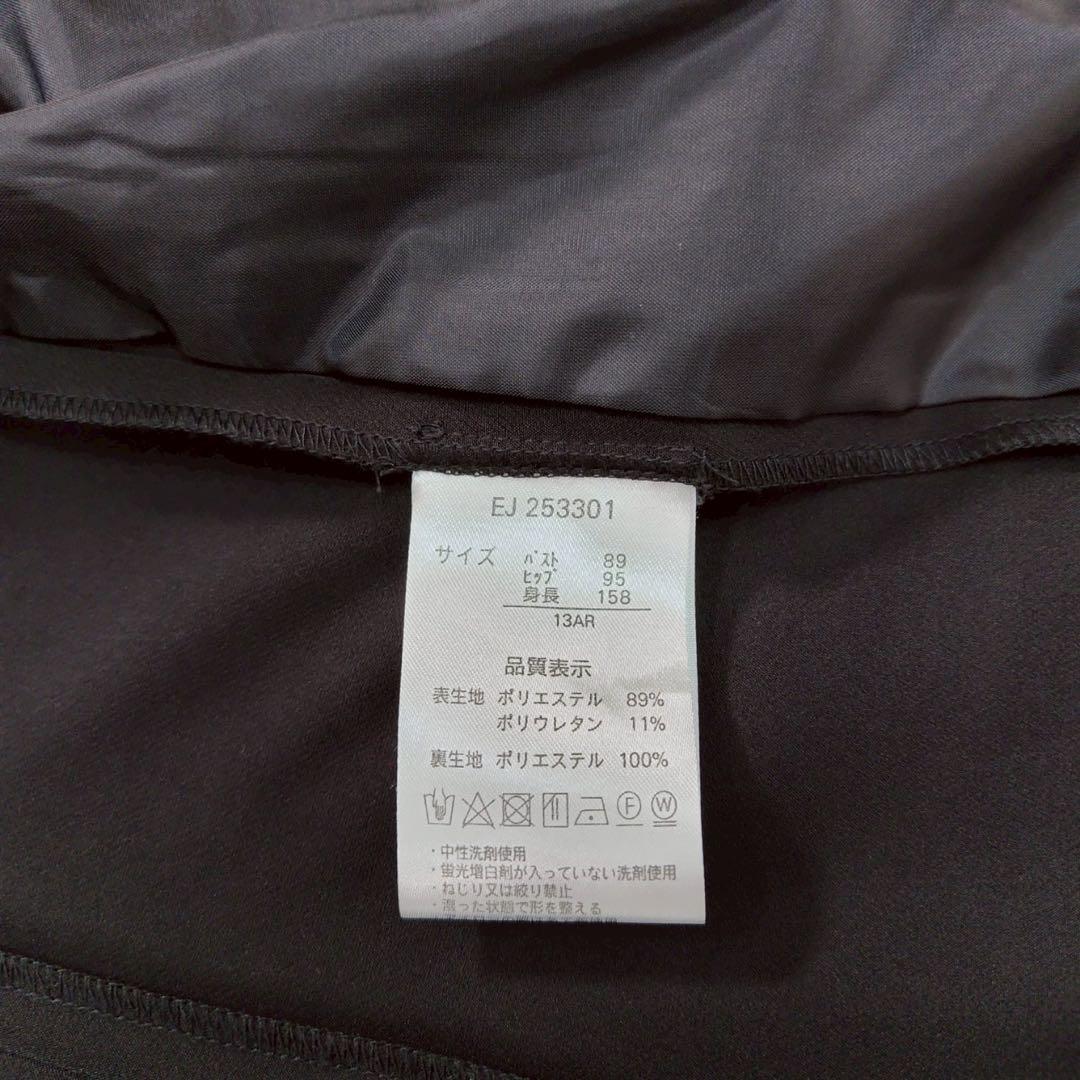 EJ 253301
サイズ バスト 89
ヒップ 95
身長 158
13AR
品質表示
表生地 ポリエステル 89%
ポリウレタン 11%
裏生地 ポリエステル 100%
F W
・中性洗剤使用
・蛍光増白剤が入っていない洗剤使用
・ねじり又は絞り禁止
・湿った状態で形を整える